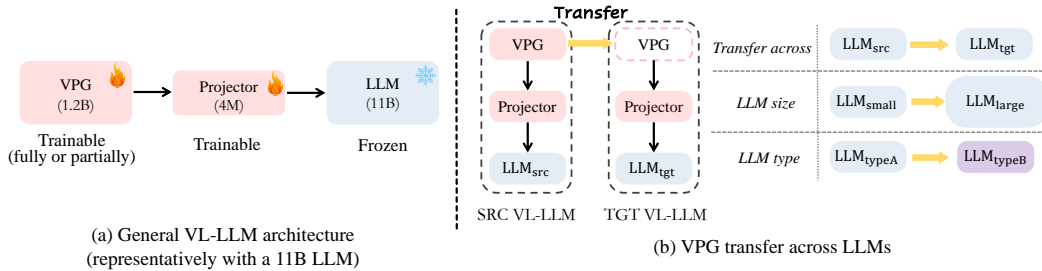 VPG
(1.2B)
Projector
(4M)
LLM
(11B)
Trainable
(fully or partially)
Trainable
Frozen
(a) General VL-LLM architecture
(representatively with a 11B LLM)
Transfer
VPG
VPG
Projector
Projector
LLMsrc
LLMtgt
SRC VL-LLM
TGT VL-LLM
Transfer across
LLMsrc
LLMtgt
LLM size
LLMsmall
LLMlarge
LLM type
LLMtypeA
LLMtypeB
(b) VPG transfer across LLMs